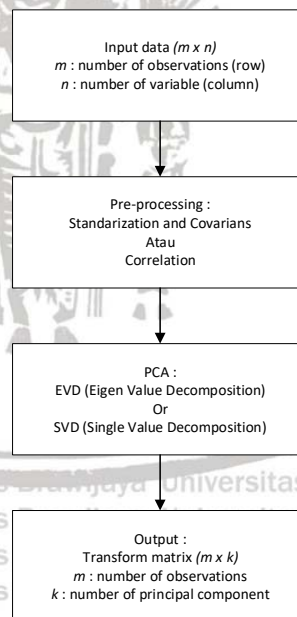 Input data (m x n)
m : number of observations (row)
n : number of variable (column)
Pre-processing :
Standarization and Covarians
Atau
Correlation
PCA :
EVD (Eigen Value Decomposition)
Or
SVD (Single Value Decomposition)
Universitas
Output :
Transform matrix (m x k)
m : number of observations
k : number of principal component